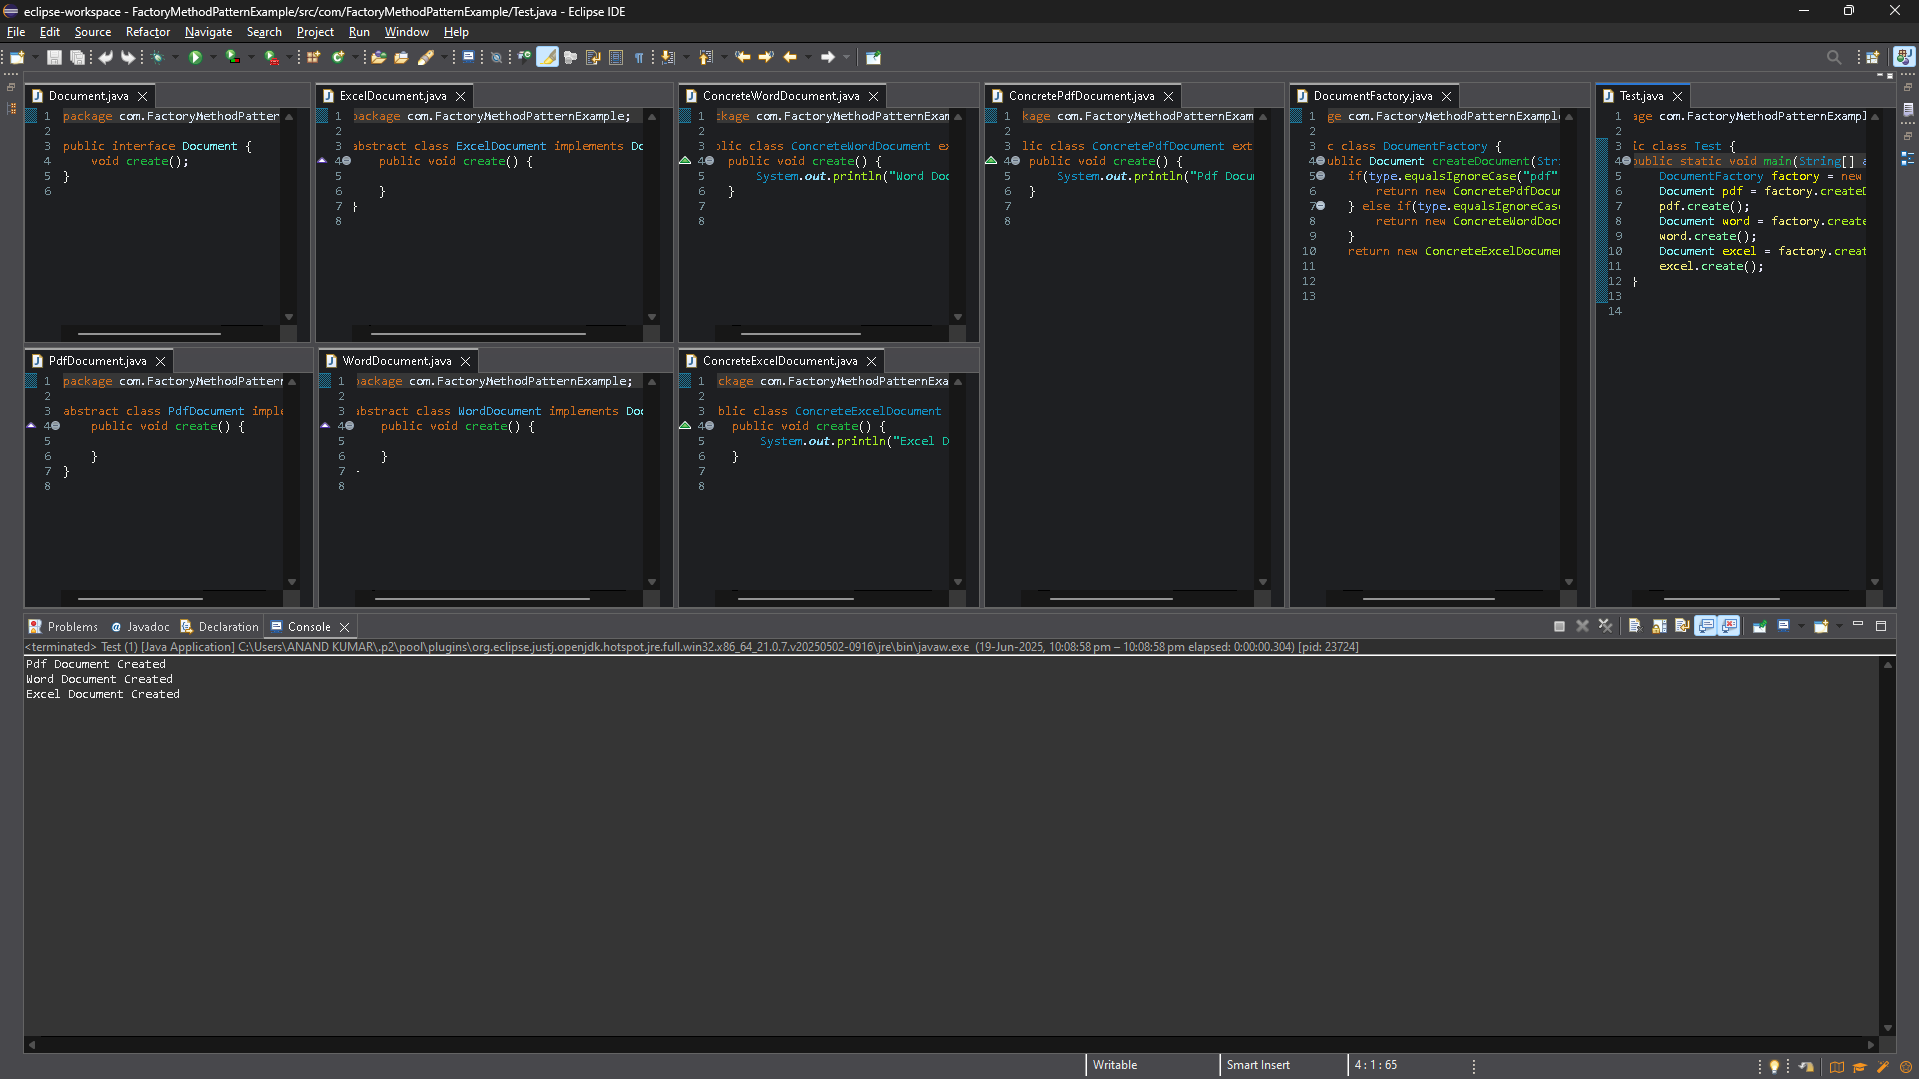 eclipse-workspace - FactoryMethodPatternExample/src/com/FactoryMethodPatternExample/Test.java - Eclipse IDE
File Edit Source Refactor Navigate Search Project Run Window Help
Document.java
1 package com.FactoryMethodPatter
2
3 public interface Document {
4 void create();
5 }
6
ExcelDocument.java
1 package com.FactoryMethodPatternExample;
2
3 abstract class ExcelDocument implements Do
4 public void create() {
5
6 }
7 }
8
ConcreteWordDocument.java
1 ckage com.FactoryMethodPatternExam
2
3 blic class ConcreteWordDocument ex
4 public void create() {
5 System.out.println("Word Doc
6 }
7
8
ConcretePdfDocument.java
1 kage com.FactoryMethodPatternExam
2
3 lic class ConcretePdfDocument ext
4 public void create() {
5 System.out.println("Pdf Docu
6 }
7
8
DocumentFactory.java
1 ge com.FactoryMethodPatternExampl
2
3 c class DocumentFactory {
4 ublic Document createDocument(Str
5 if(type.equalsIgnoreCase("pdf"
6 return new ConcretePdfDocum
7 } else if(type.equalsIgnoreCas
8 return new ConcreteWordDoc
9 }
10 return new ConcreteExcelDocume
11
12
13
Test.java
1 age com.FactoryMethodPatternExampl
2
3 ic class Test {
4 public static void main(String[] a
5 DocumentFactory factory = new
6 Document pdf = factory.createD
7 pdf.create();
8 Document word = factory.create
9 word.create();
10 Document excel = factory.creat
11 excel.create();
12 }
13
14
PdfDocument.java
1 package com.FactoryMethodPattern
2
3 abstract class PdfDocument imple
4 public void create() {
5
6 }
7 }
8
WordDocument.java
1 package com.FactoryMethodPatternExample;
2
3 abstract class WordDocument implements Doc
4 public void create() {
5
6 }
7
8
ConcreteExcelDocument.java
1 ckage com.FactoryMethodPatternExa
2
3 blic class ConcreteExcelDocument
4 public void create() {
5 System.out.println("Excel D
6 }
7
8
Problems Javadoc Declaration Console
<terminated> Test (1) [Java Application] C:\Users\ANAND KUMAR\.p2\pool\plugins\org.eclipse.justj.openjdk.hotspot.jre.full.win32.x86_64_21.0.7.v20250502-0916\jre\bin\javaw.exe (19-Jun-2025, 10:08:58 pm – 10:08:58 pm elapsed: 0:00:00.304) [pid: 23724]
Pdf Document Created
Word Document Created
Excel Document Created
Writable Smart Insert 4 : 1 : 65